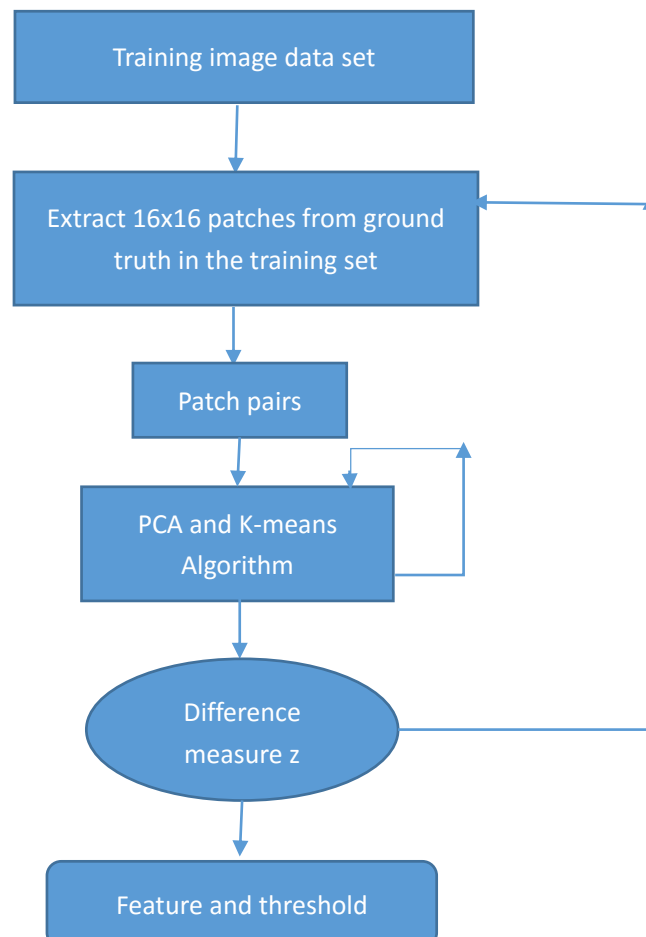 Training image data set
Extract 16x16 patches from ground
truth in the training set
Patch pairs
PCA and K-means
Algorithm
Difference
measure z
Feature and threshold